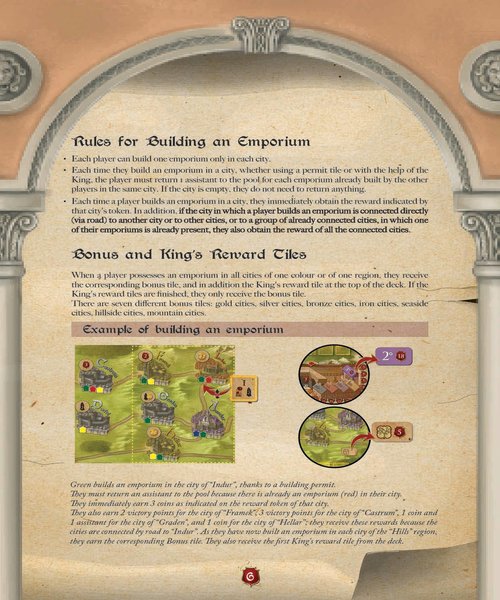 Rules for Building an Emporium
• Each player can build one emporium only in each city.
• Each time they build an emporium in a city, whether using a permit tile or with the help of the
King, the player must return 1 assistant to the pool for each emporium already built by the other
players in the same city. If the city is empty, they do not need to return anything.
• Each time a player builds an emporium in a city, they immediately obtain the reward indicated by
that city's token. In addition, if the city in which a player builds an emporium is connected directly
(via road) to another city or to other cities, or to a group of already connected cities, in which one
of their emporiums is already present, they also obtain the reward of all the connected cities.
Bonus and King's Reward Tiles
When a player possesses an emporium in all cities of one colour or of one region, they receive
the corresponding bonus tile, and in addition the King's reward tile at the top of the deck. If the
King's reward tiles are finished, they only receive the bonus tile.
There are seven different bonus tiles: gold cities, silver cities, bronze cities, iron cities, seaside
cities, hillside cities, mountain cities.
Example of building an emporium
I
2°
18
5
Green builds an emporium in the city of "Indur", thanks to a building permit.
They must return an assistant to the pool because there is already an emporium (red) in their city.
They immediately earn 3 coins as indicated on the reward token of that city.
They also earn 2 victory points for the city of "Framek", 3 victory points for the city of "Castrum", 1 coin and
1 assistant for the city of "Graden", and 1 coin for the city of "Hellar"; they receive these rewards because the
cities are connected by road to "Indur". As they have now built an emporium in each city of the "Hills" region,
they earn the corresponding Bonus tile. They also receive the first King's reward tile from the deck.
6